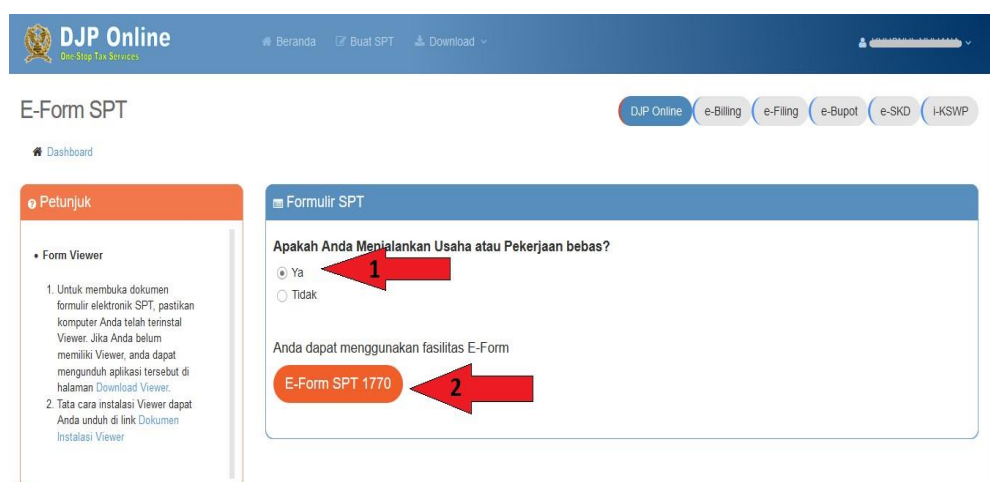 DJP Online
One-Stop Tax Services
Beranda
Buat SPT
Download
E-Form SPT
DJP Online
e-Billing
e-Filing
e-Bupot
e-SKD
i-KSWP
Dashboard
Petunjuk
• Form Viewer
1. Untuk membuka dokumen
formulir elektronik SPT, pastikan
komputer Anda telah terinstal
Viewer. Jika Anda belum
memiliki Viewer, anda dapat
mengunduh aplikasi tersebut di
halaman Download Viewer.
2. Tata cara instalasi Viewer dapat
Anda unduh di link Dokumen
Instalasi Viewer
Formulir SPT
Apakah Anda Menjalankan Usaha atau Pekerjaan bebas?
Ya
1
Tidak
Anda dapat menggunakan fasilitas E-Form
E-Form SPT 1770
2